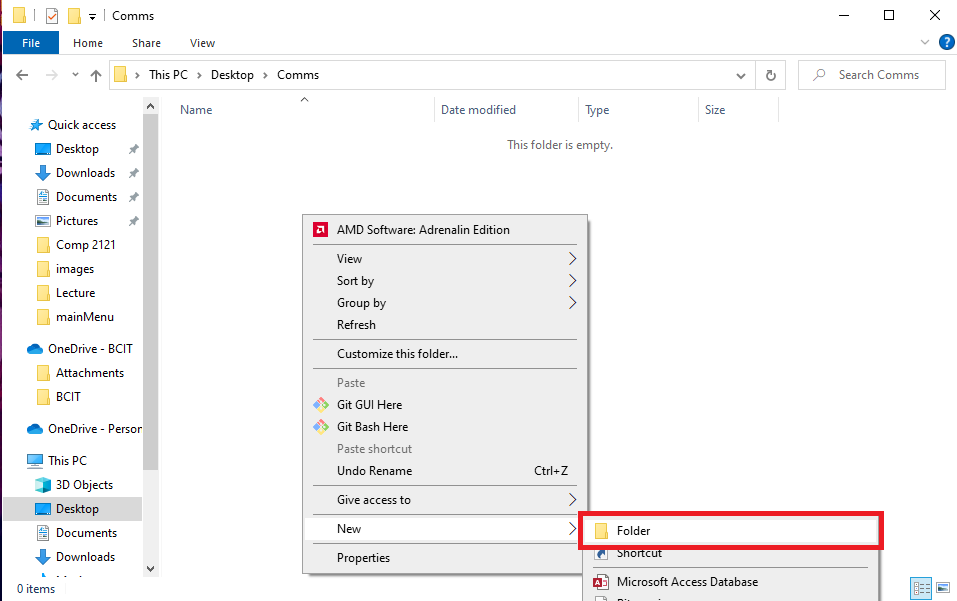 Comms
File Home Share View
This PC Desktop Comms
Search Comms
Name Date modified Type Size
This folder is empty.
Quick access
Desktop
Downloads
Documents
Pictures
Comp 2121
images
Lecture
mainMenu
OneDrive - BCIT
Attachments
BCIT
OneDrive - Person
This PC
3D Objects
Desktop
Documents
Downloads
AMD Software: Adrenalin Edition
View
Sort by
Group by
Refresh
Customize this folder...
Paste
Git GUI Here
Git Bash Here
Paste shortcut
Undo Rename Ctrl+Z
Give access to
New
Properties
Folder
Shortcut
Microsoft Access Database
0 items